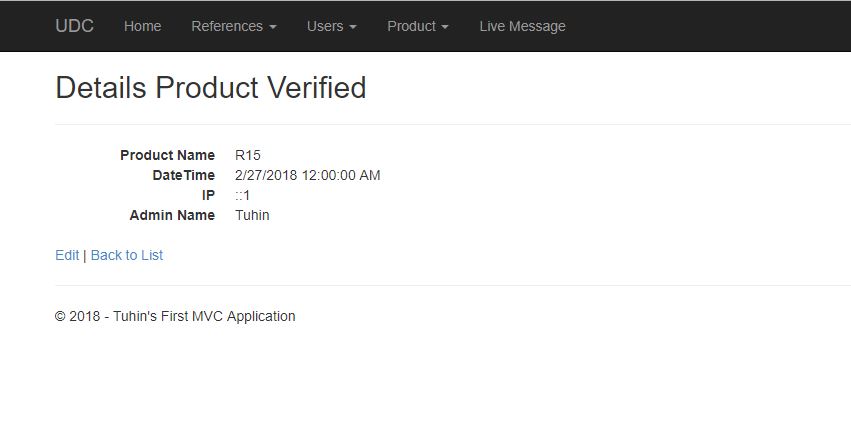 UDC Home References Users Product Live Message
Details Product Verified
Product Name R15
DateTime 2/27/2018 12:00:00 AM
IP ::1
Admin Name Tuhin
Edit | Back to List
© 2018 - Tuhin's First MVC Application